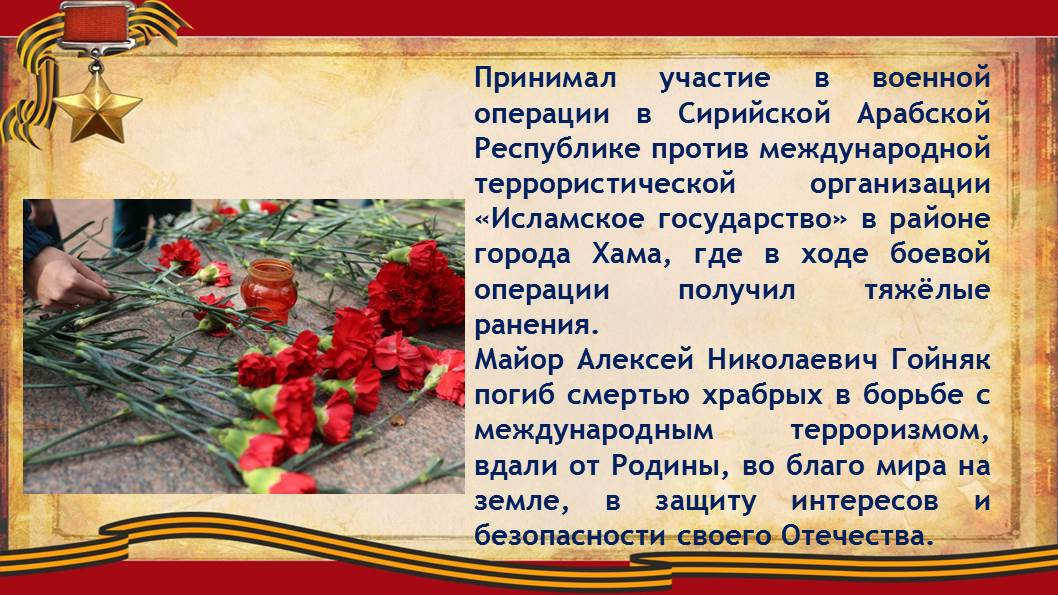 Принимал участие в военной
операции в Сирийской Арабской
Республике против международной
террористической организации
«Исламское государство» в районе
города Хама, где в ходе боевой
операции получил тяжёлые
ранения.
Майор Алексей Николаевич Гойняк
погиб смертью храбрых в борьбе с
международным терроризмом,
вдали от Родины, во благо мира на
земле, в защиту интересов и
безопасности своего Отечества.